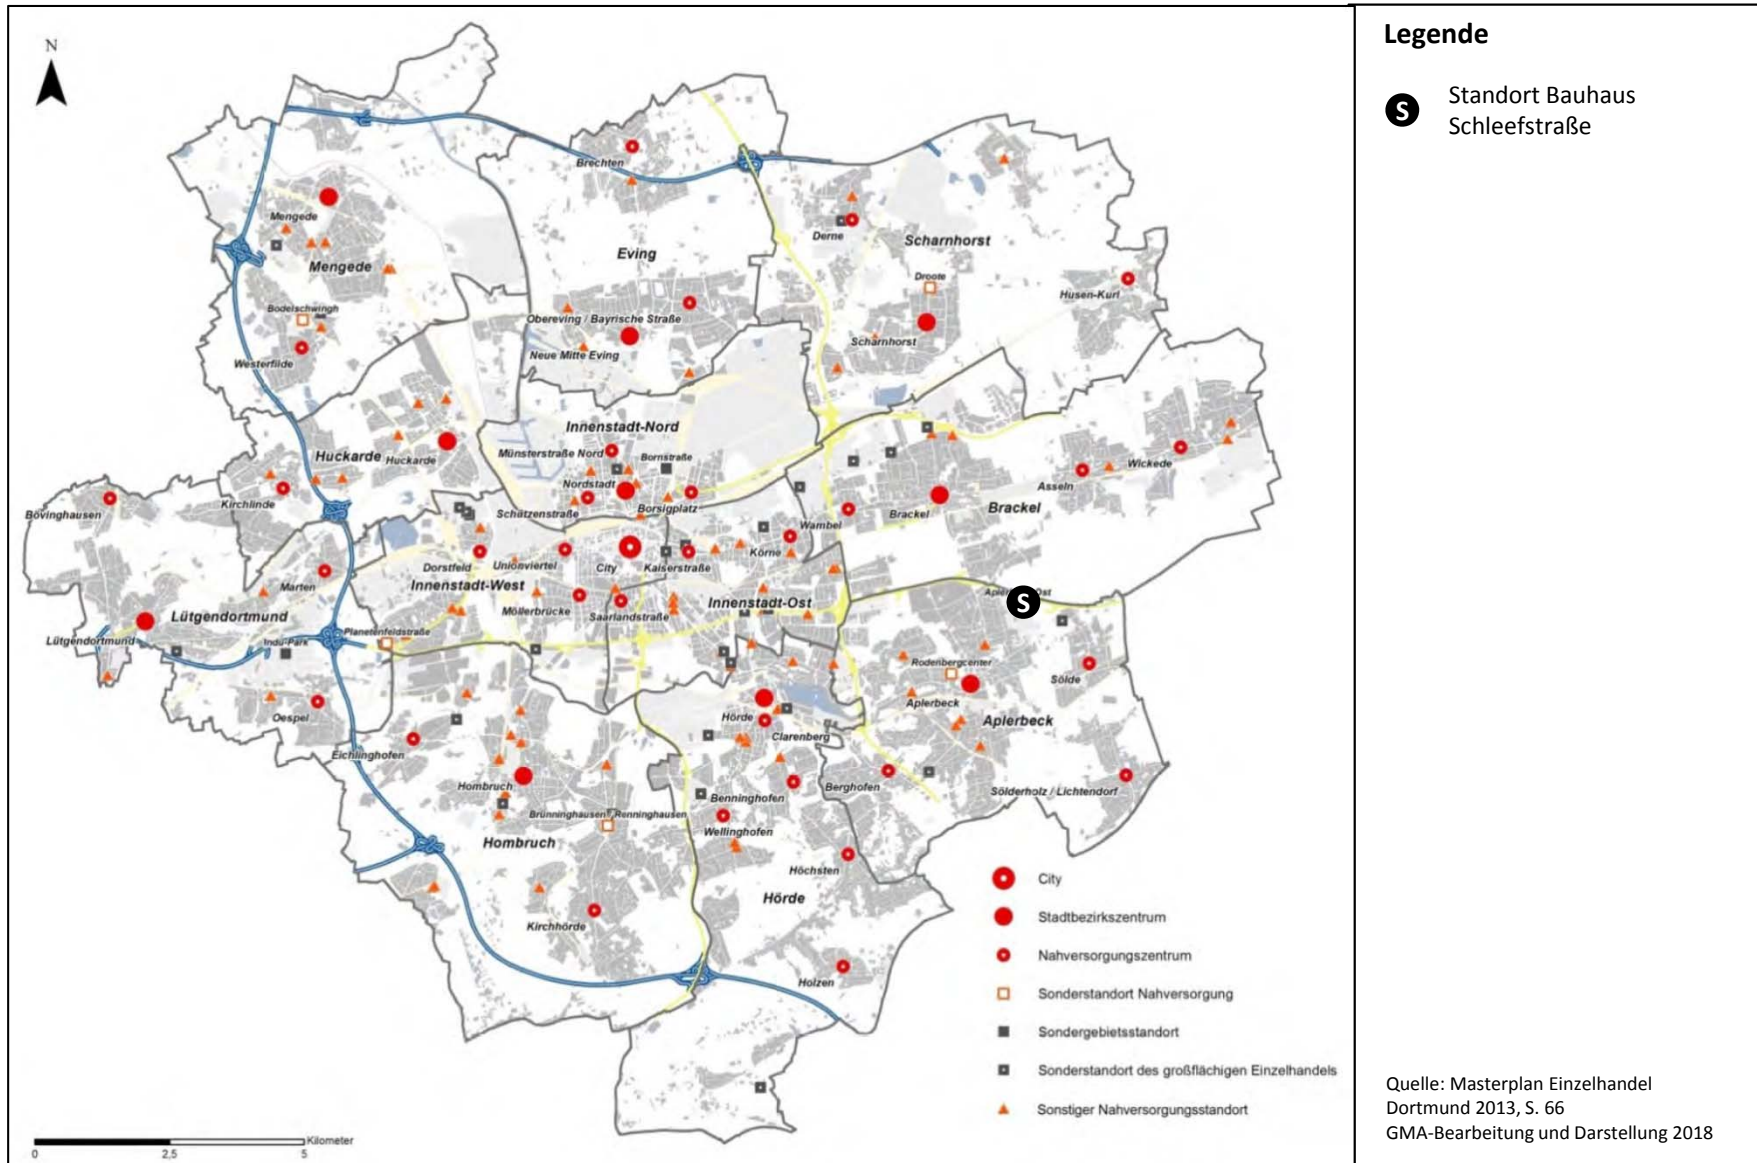 N
Brechten
Mengede
Mengede
Derne
Scharnhorst
Eving
Droote
Husen-Kurl
Bodelschwingh
Obereving / Bayrische Straße
Scharnhorst
Westerfilde
Neue Mitte Eving
Innenstadt-Nord
Münsterstraße Nord
Bornstraße
Huckarde
Huckarde
Wickede
Nordstadt
Asseln
Kirchlinde
Bövinghausen
Schützenstraße
Borsigplatz
Brackel
Brackel
Wambel
Dorstfeld
Unionviertel
City
Kaiserstraße
Körne
Marten
Innenstadt-West
Möllerbrücke
Saarlandstraße
Innenstadt-Ost
S
Lütgendortmund
Lütgendortmund
Indu-Park
Planetenfeldstraße
Rodenbergcenter
Sölde
Oespel
Hörde
Aplerbeck
Aplerbeck
Clarenberg
Eichlinghofen
Hombruch
Benninghofen
Berghofen
Sölderholz / Lichtendorf
Brünninghausen / Renninghausen
Wellinghofen
Hombruch
Höchsten
Hörde
Kirchhörde
Holzen
City
Stadtbezirkszentrum
Nahversorgungszentrum
Sonderstandort Nahversorgung
Sondergebietsstandort
Sonderstandort des großflächigen Einzelhandels
Sonstiger Nahversorgungsstandort
Kilometer
0 2,5 5
Legende
S Standort Bauhaus
Schleefstraße
Quelle: Masterplan Einzelhandel
Dortmund 2013, S. 66
GMA-Bearbeitung und Darstellung 2018